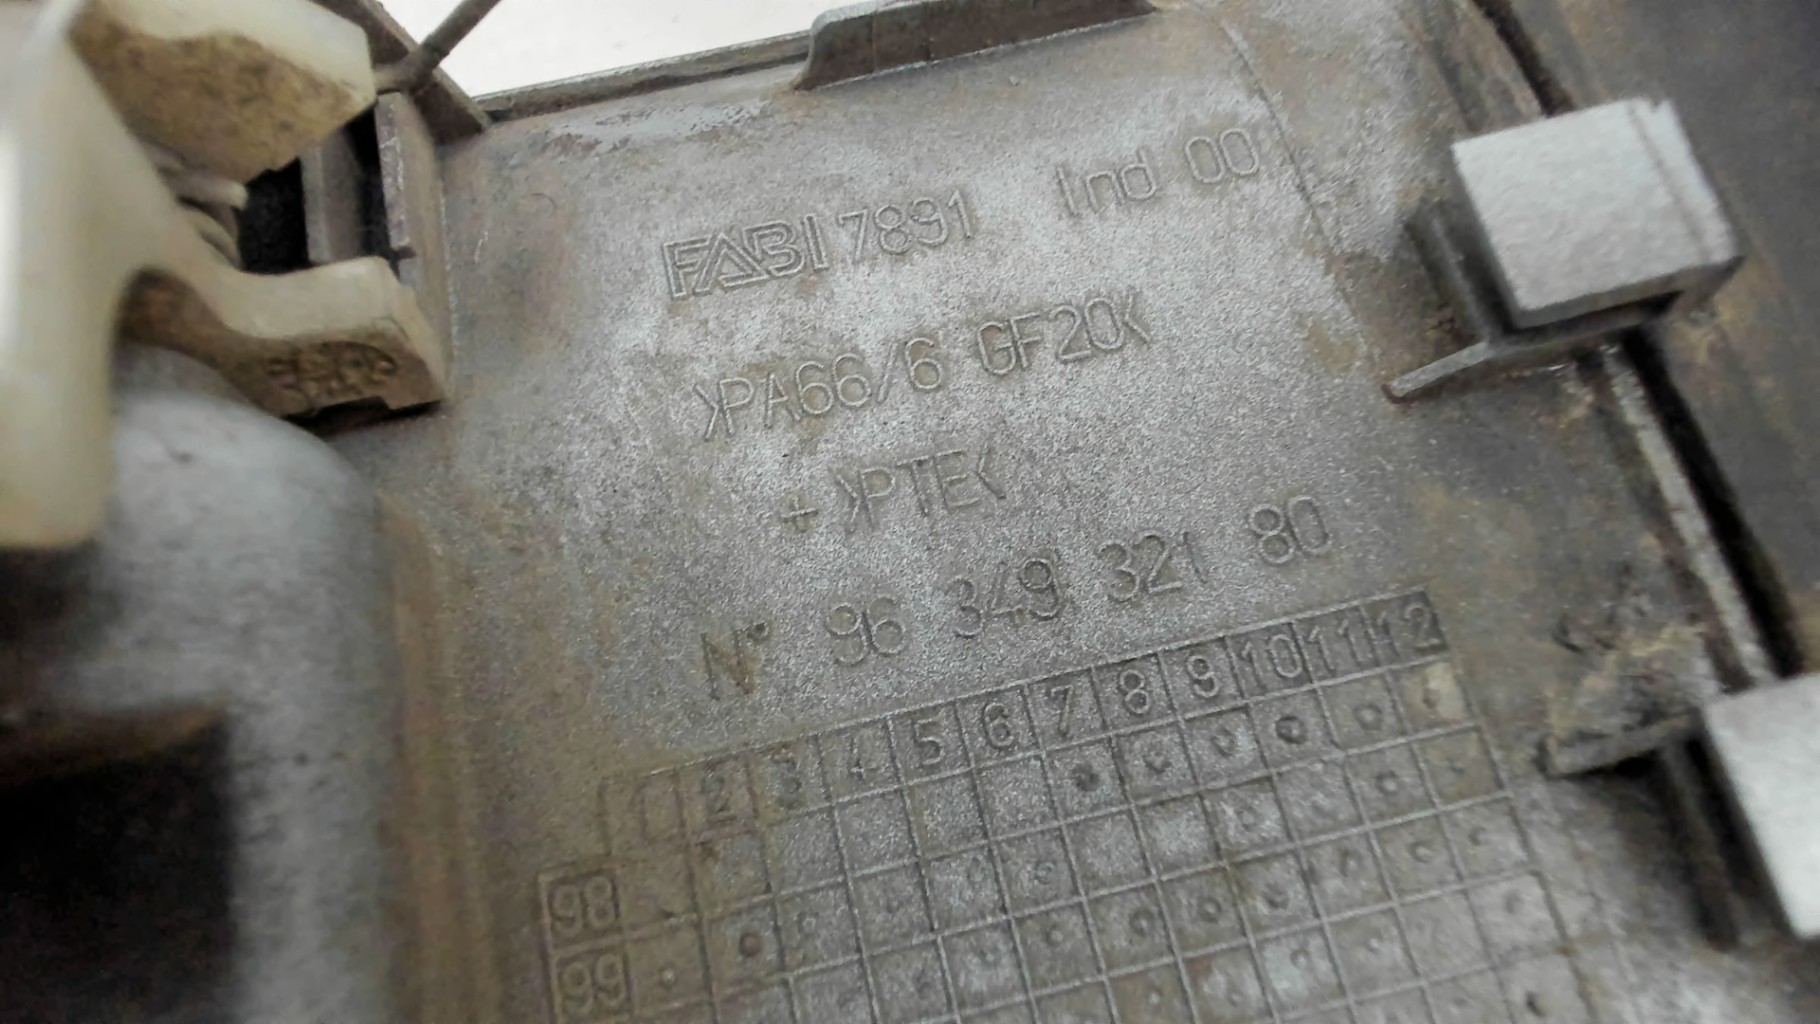 FABI 7891 Ind 00
>PA66/6 GF20<
+ >PTE<
N° 96 349 321 80
1 2 3 4 5 6 7 8 9 10 11 12
98
99